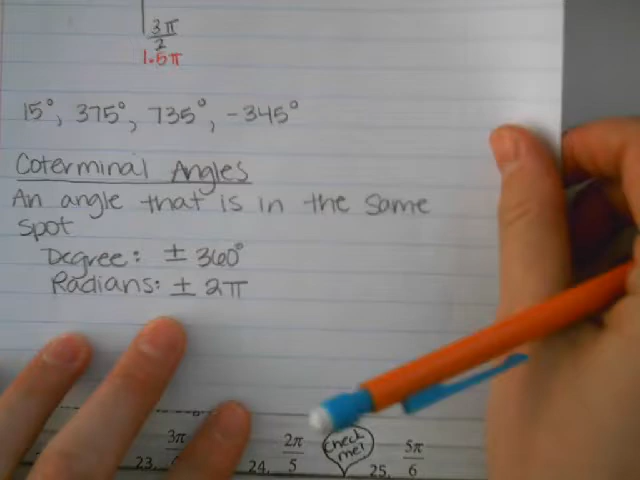 3π
2
1.5π
15°, 375°, 735°, -345°
Coterminal Angles
An angle that is in the same
spot
Degree: ± 360°
Radians: ± 2π
23. 3π
24. 2π/5
check me!
25. 5π/6